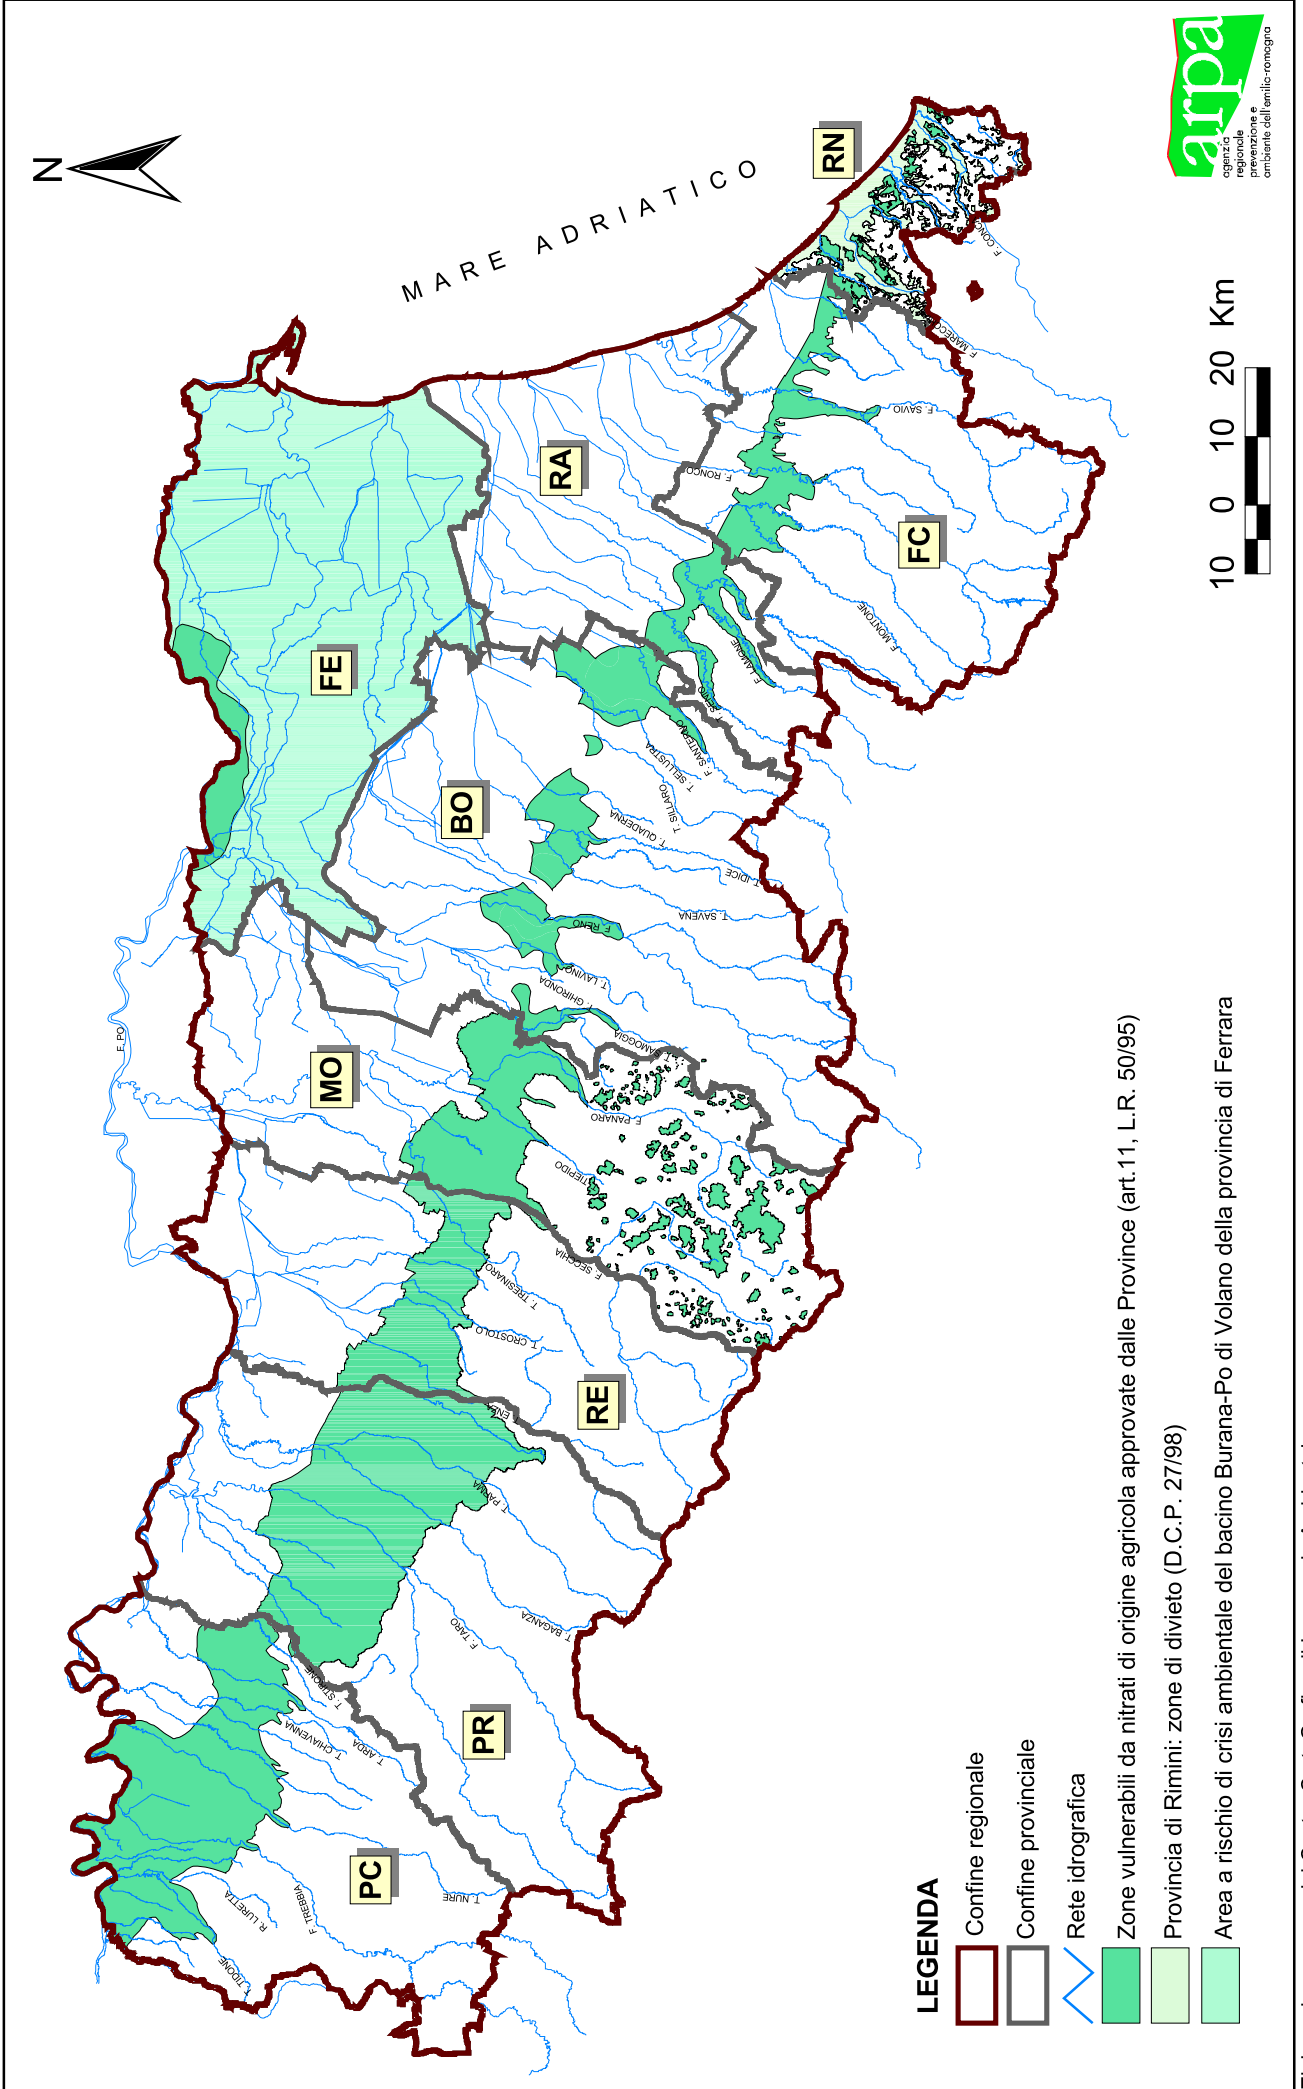 N
MARE ADRIATICO
F. PO
PC
PR
RE
MO
BO
FE
RA
FC
RN
T. TIDONE
R. LURETTA
F. TREBBIA
T. NURE
T. CHIAVENNA
T. ARDA
T. STIRONE
F. TARO
T. BAGANZA
T. PARMA
ENZA
T. CROSTOLO
T. TRESINARO
F. SECCHIA
TIEPIDO
F. PANARO
T. SAMOGGIA
T. GHIRONDA
T. LAVINO
F. RENO
T. SAVENA
T. IDICE
T. QUADERNA
T. SILLARO
T. SELLUSTRA
F. SANTERNO
T. SENIO
F. LAMONE
F. MONTONE
F. RONCO
F. SAVIO
F. MARECC
F. CONCA
LEGENDA
Confine regionale
Confine provinciale
Rete idrografica
Zone vulnerabili da nitrati di origine agricola approvate dalle Province (art.11, L.R. 50/95)
Provincia di Rimini: zone di divieto (D.C.P. 27/98)
Area a rischio di crisi ambientale del bacino Burana-Po di Volano della provincia di Ferrara
10 0 10 20 Km
arpa
agenzia
regionale
prevenzione e
ambiente dell'emilia-romagna